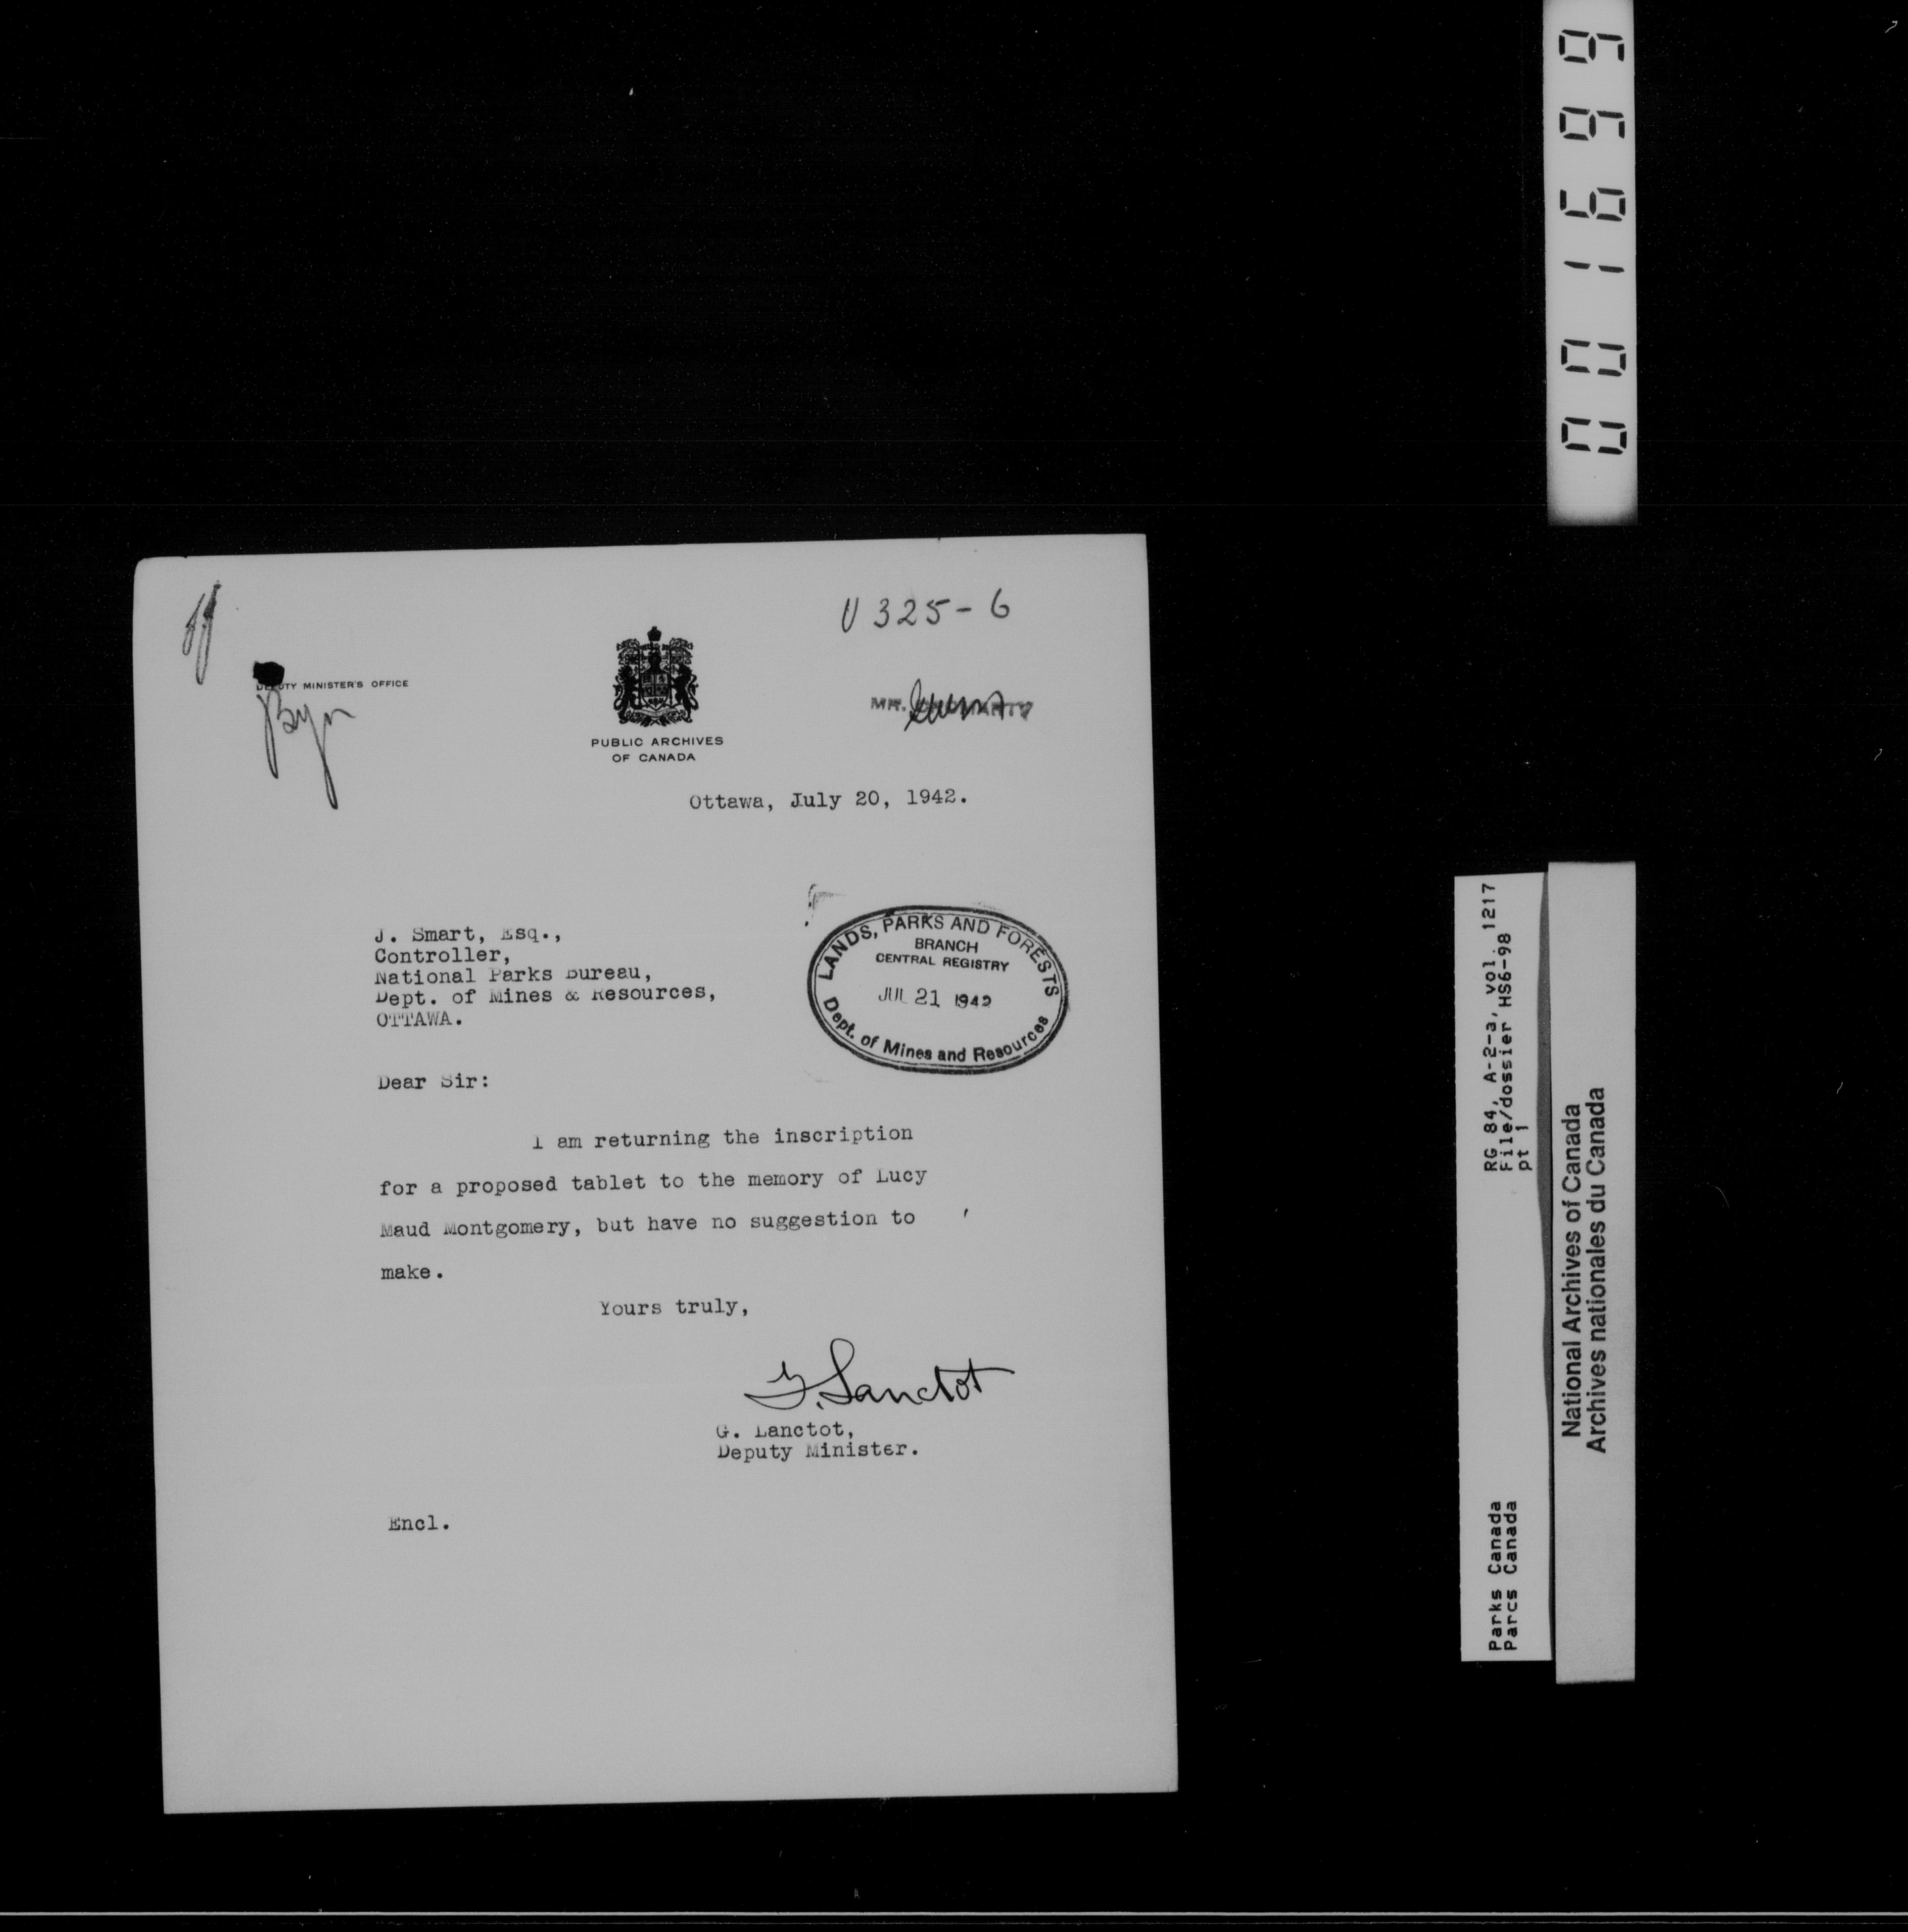 U 325-6
DEPUTY MINISTER'S OFFICE
PUBLIC ARCHIVES
OF CANADA
MR.
Ottawa, July 20, 1942.
J. Smart, Esq.,
Controller,
National Parks Bureau,
Dept. of Mines & Resources,
OTTAWA.
LANDS, PARKS AND FORESTS
BRANCH
CENTRAL REGISTRY
JUL 21 1942
Dept. of Mines and Resources
Dear Sir:
I am returning the inscription
for a proposed tablet to the memory of Lucy
Maud Montgomery, but have no suggestion to
make.
Yours truly,
G. Lanctot
G. Lanctot,
Deputy Minister.
Encl.
001699
RG 84, A-2-a, vol. 1217
File/dossier HS6-98
pt 1
Parks Canada
Parcs Canada
National Archives of Canada
Archives nationales du Canada